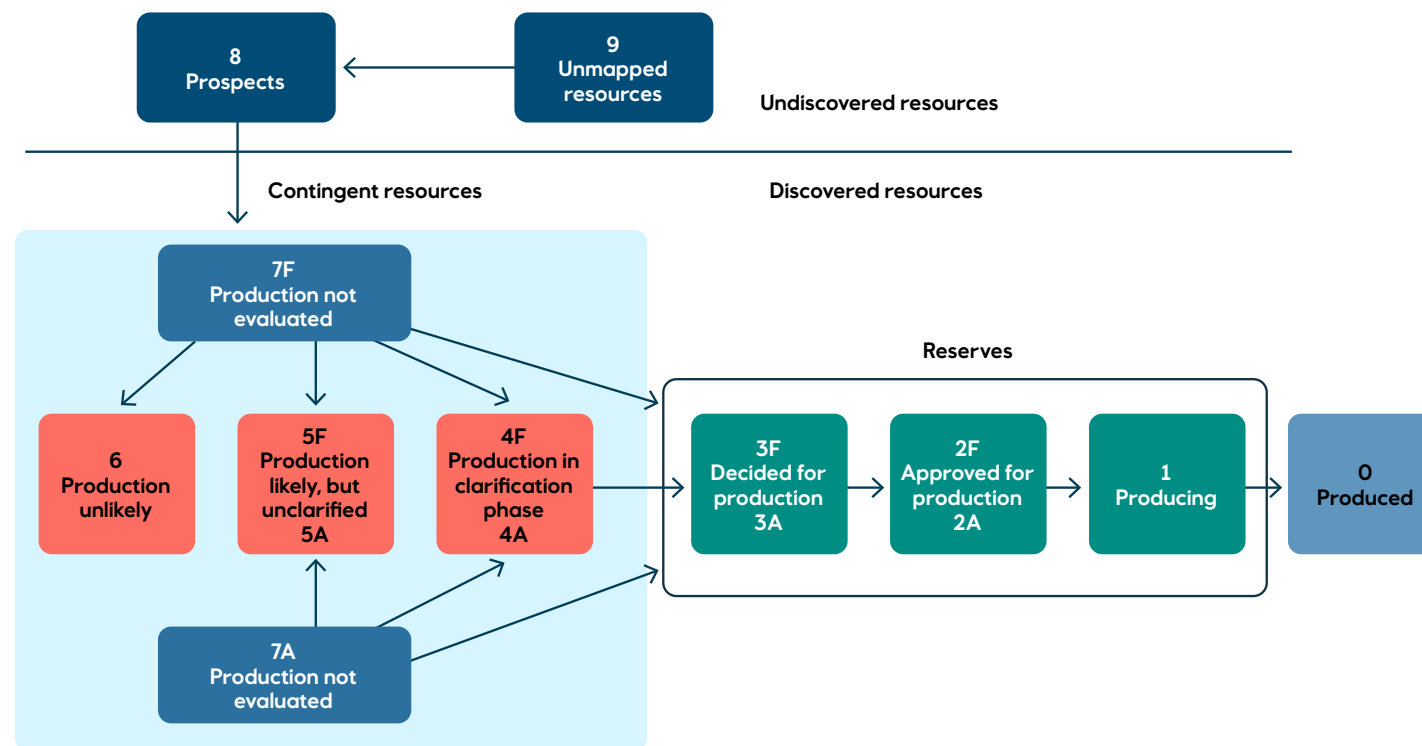 8
Prospects
9
Unmapped
resources
Undiscovered resources
Contingent resources
Discovered resources
7F
Production not
evaluated
Reserves
6
Production
unlikely
5F
Production
likely, but
unclarified
5A
4F
Production in
clarification
phase
4A
3F
Decided for
production
3A
2F
Approved for
production
2A
1
Producing
0
Produced
7A
Production not
evaluated